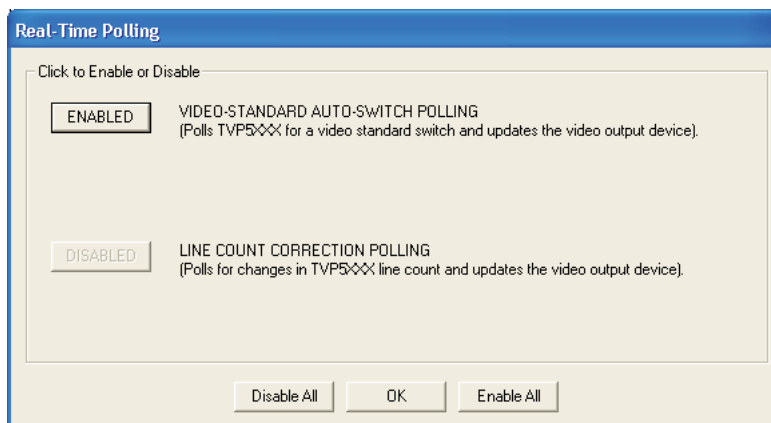 Real-Time Polling
Click to Enable or Disable
ENABLED
VIDEO-STANDARD AUTO-SWITCH POLLING
(Polls TVP5XXX for a video standard switch and updates the video output device).
DISABLED
LINE COUNT CORRECTION POLLING
(Polls for changes in TVP5XXX line count and updates the video output device).
Disable All
OK
Enable All